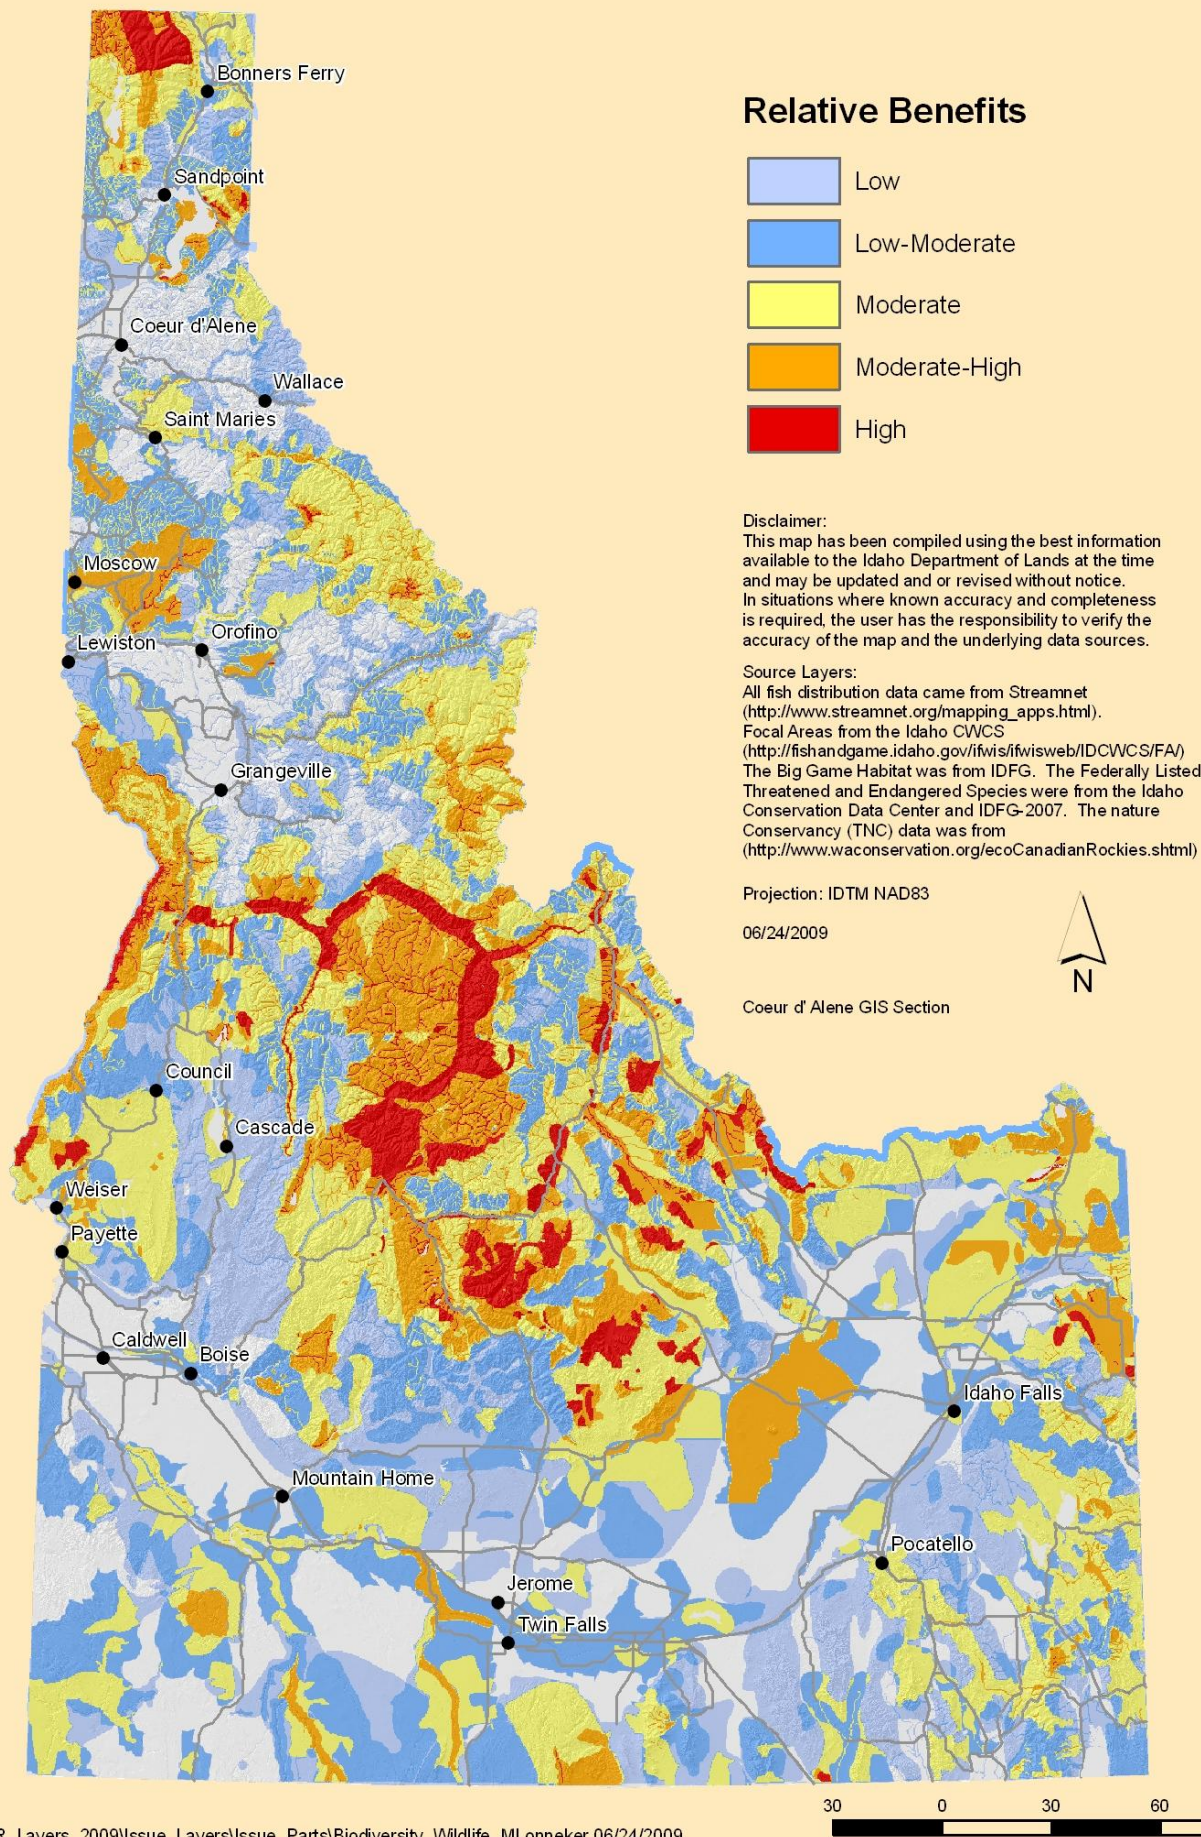 Bonners Ferry
Sandpoint
Coeur d'Alene
Wallace
Saint Maries
Moscow
Lewiston
Orofino
Grangeville
Council
Cascade
Weiser
Payette
Caldwell
Boise
Idaho Falls
Mountain Home
Pocatello
Jerome
Twin Falls
Relative Benefits
Low
Low-Moderate
Moderate
Moderate-High
High
Disclaimer:
This map has been compiled using the best information
available to the Idaho Department of Lands at the time
and may be updated and or revised without notice.
In situations where known accuracy and completeness
is required, the user has the responsibility to verify the
accuracy of the map and the underlying data sources.
Source Layers:
All fish distribution data came from Streamnet
(http://www.streamnet.org/mapping_apps.html).
Focal Areas from the Idaho CWCS
(http://fishandgame.idaho.gov/ifwis/ifwisweb/IDCWCS/FA/)
The Big Game Habitat was from IDFG. The Federally Listed
Threatened and Endangered Species were from the Idaho
Conservation Data Center and IDFG-2007. The nature
Conservancy (TNC) data was from
(http://www.waconservation.org/ecoCanadianRockies.shtml)
Projection: IDTM NAD83
06/24/2009
N
Coeur d' Alene GIS Section
30 0 30 60
Layers_2009\Issue_Layers\Issue_Parts\Biodiversity_Wildlife_MLonneker 06/24/2009